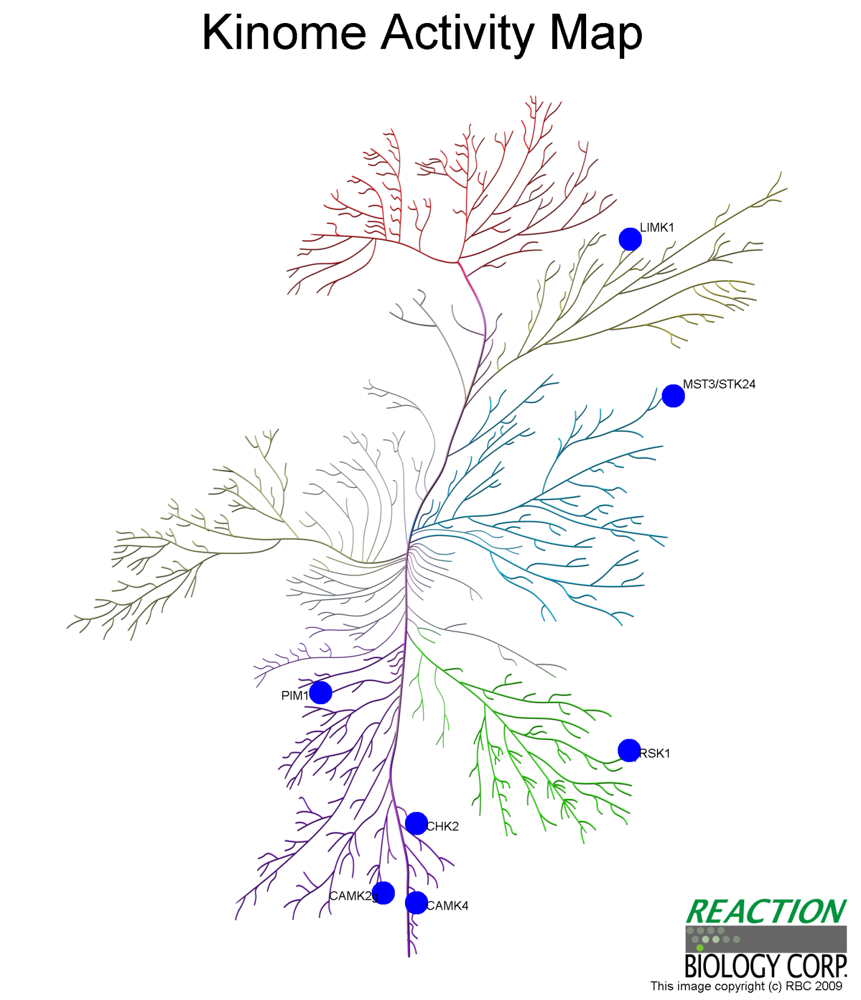 Kinome Activity Map
LIMK1
MST3/STK24
PIM1
RSK1
CHK2
CAMK2g
CAMK4
REACTION
BIOLOGY CORP.
This image copyright (c) RBC 2009